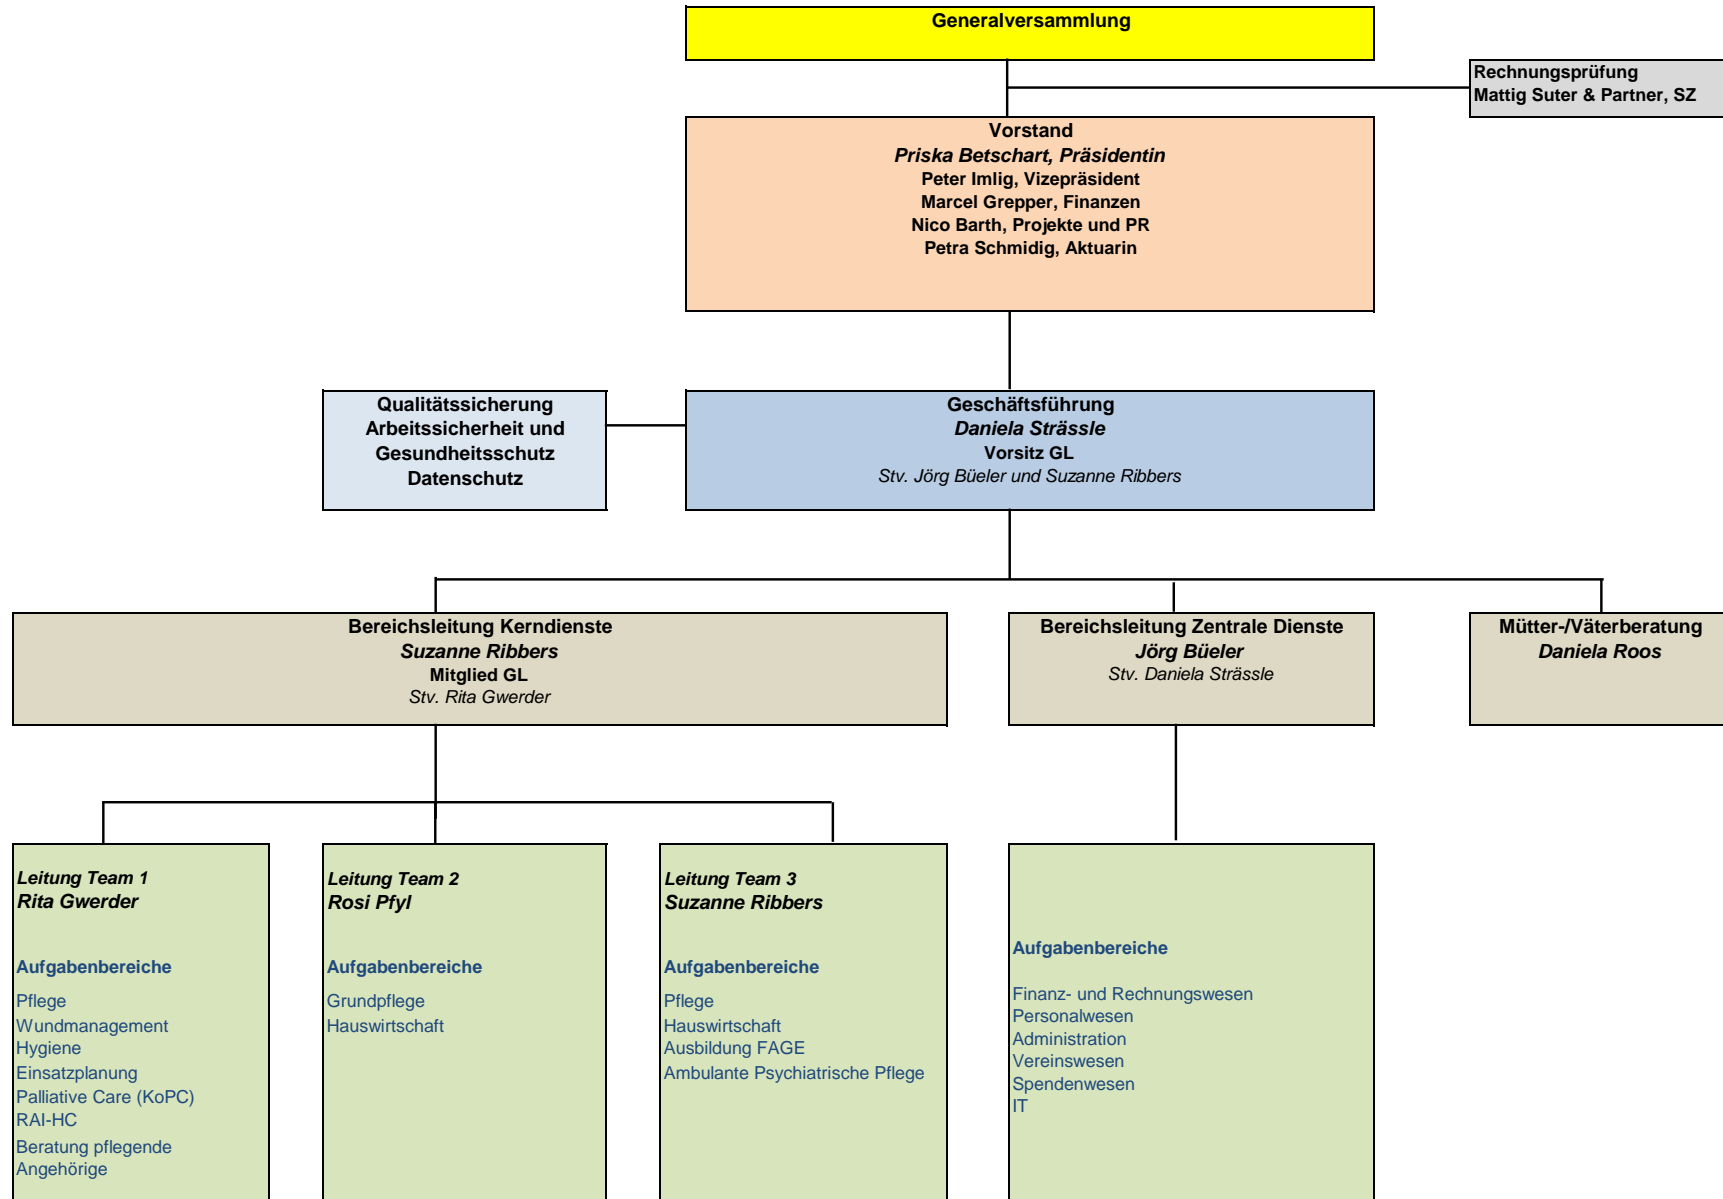 Generalversammlung
Rechnungsprüfung
Mattig Suter & Partner, SZ
Vorstand
Priska Betschart, Präsidentin
Peter Imlig, Vizepräsident
Marcel Grepper, Finanzen
Nico Barth, Projekte und PR
Petra Schmidig, Aktuarin
Qualitätssicherung
Arbeitssicherheit und
Gesundheitsschutz
Datenschutz
Geschäftsführung
Daniela Strässle
Vorsitz GL
Stv. Jörg Büeler und Suzanne Ribbers
Bereichsleitung Kerndienste
Suzanne Ribbers
Mitglied GL
Stv. Rita Gwerder
Bereichsleitung Zentrale Dienste
Jörg Büeler
Stv. Daniela Strässle
Mütter-/Väterberatung
Daniela Roos
Leitung Team 1
Rita Gwerder
Aufgabenbereiche
Pflege
Wundmanagement
Hygiene
Einsatzplanung
Palliative Care (KoPC)
RAI-HC
Beratung pflegende
Angehörige
Leitung Team 2
Rosi Pfyl
Aufgabenbereiche
Grundpflege
Hauswirtschaft
Leitung Team 3
Suzanne Ribbers
Aufgabenbereiche
Pflege
Hauswirtschaft
Ausbildung FAGE
Ambulante Psychiatrische Pflege
Aufgabenbereiche
Finanz- und Rechnungswesen
Personalwesen
Administration
Vereinswesen
Spendenwesen
IT